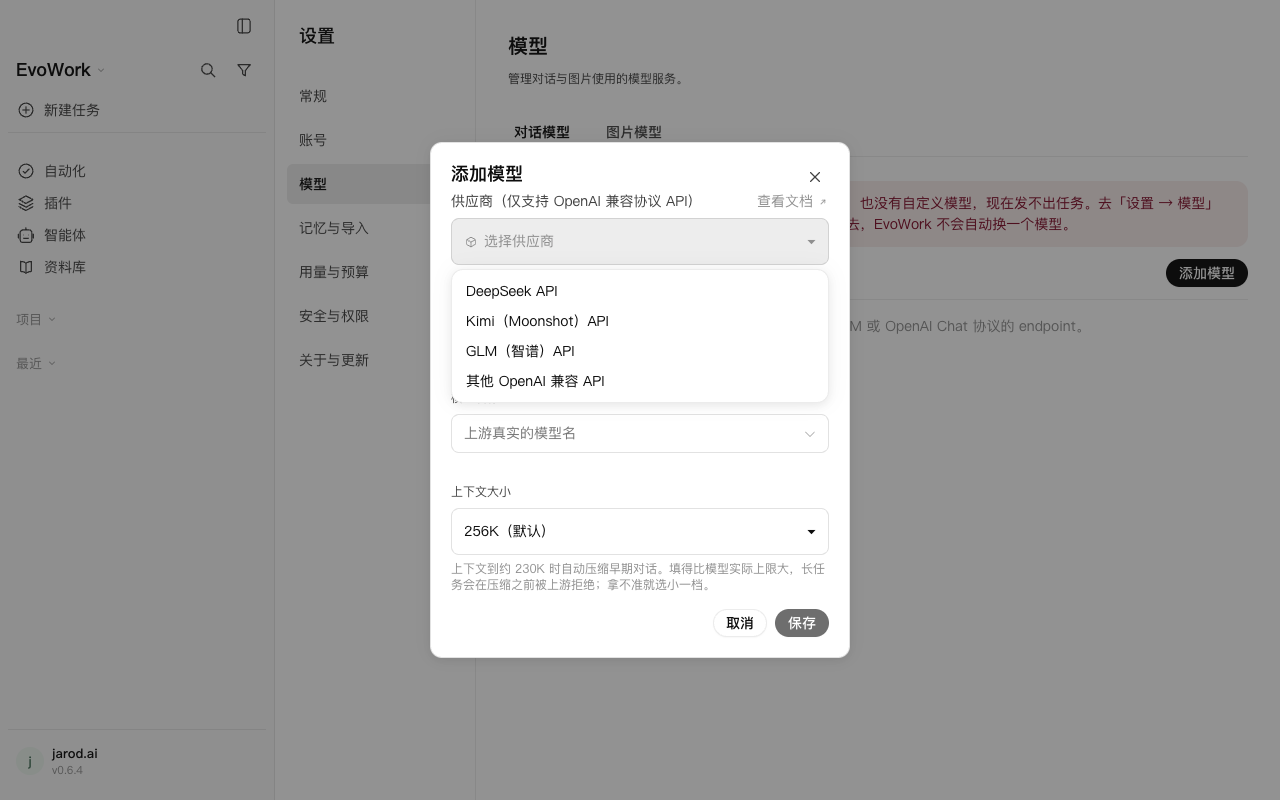 EvoWork
新建任务
自动化
插件
智能体
资料库
项目
最近
j
jarod.ai
v0.6.4
设置
常规
账号
模型
记忆与导入
用量与预算
安全与权限
关于与更新
模型
管理对话与图片使用的模型服务。
对话模型 图片模型
也没有自定义模型，现在发不出任务。去「设置 → 模型」
去，EvoWork 不会自动换一个模型。
添加模型
M 或 OpenAI Chat 协议的 endpoint。
添加模型
供应商（仅支持 OpenAI 兼容协议 API） 查看文档 ↗
选择供应商
DeepSeek API
Kimi（Moonshot）API
GLM（智谱）API
其他 OpenAI 兼容 API
上游真实的模型名
上下文大小
256K（默认）
上下文到约 230K 时自动压缩早期对话。填得比模型实际上限大，长任
务会在压缩之前被上游拒绝；拿不准就选小一档。
取消 保存